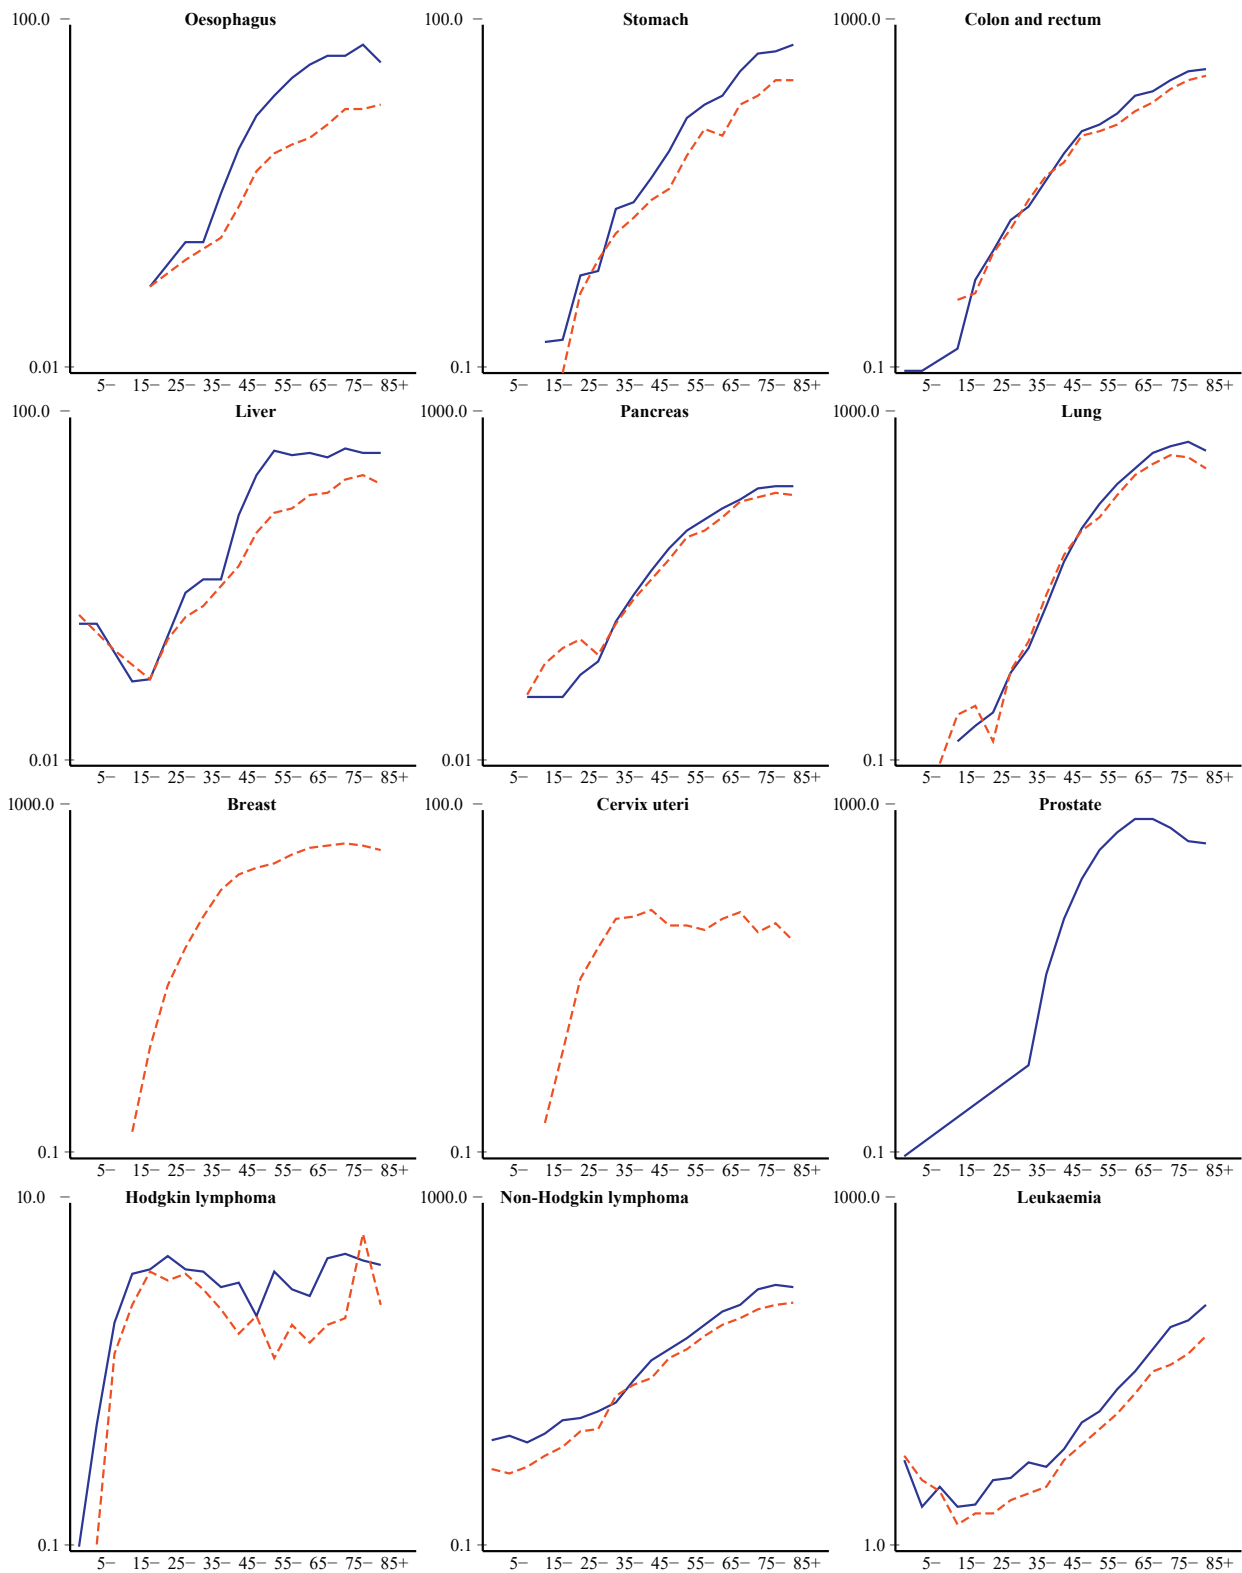 Oesophagus
100.0
0.01
5– 15– 25– 35– 45– 55– 65– 75– 85+
Stomach
100.0
0.1
5– 15– 25– 35– 45– 55– 65– 75– 85+
Colon and rectum
1000.0
0.1
5– 15– 25– 35– 45– 55– 65– 75– 85+
Liver
100.0
0.01
5– 15– 25– 35– 45– 55– 65– 75– 85+
Pancreas
1000.0
0.01
5– 15– 25– 35– 45– 55– 65– 75– 85+
Lung
1000.0
0.1
5– 15– 25– 35– 45– 55– 65– 75– 85+
Breast
1000.0
0.1
5– 15– 25– 35– 45– 55– 65– 75– 85+
Cervix uteri
100.0
0.1
5– 15– 25– 35– 45– 55– 65– 75– 85+
Prostate
1000.0
0.1
5– 15– 25– 35– 45– 55– 65– 75– 85+
Hodgkin lymphoma
10.0
0.1
5– 15– 25– 35– 45– 55– 65– 75– 85+
Non-Hodgkin lymphoma
1000.0
0.1
5– 15– 25– 35– 45– 55– 65– 75– 85+
Leukaemia
1000.0
1.0
5– 15– 25– 35– 45– 55– 65– 75– 85+